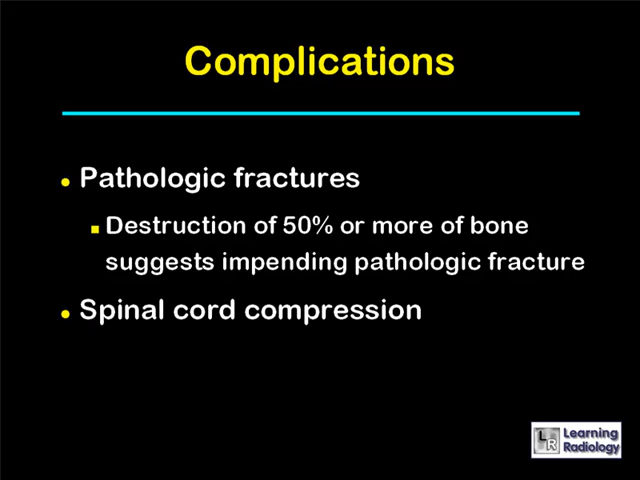 Complications
Pathologic fractures
Destruction of 50% or more of bone
suggests impending pathologic fracture
Spinal cord compression
LR
Learning
Radiology